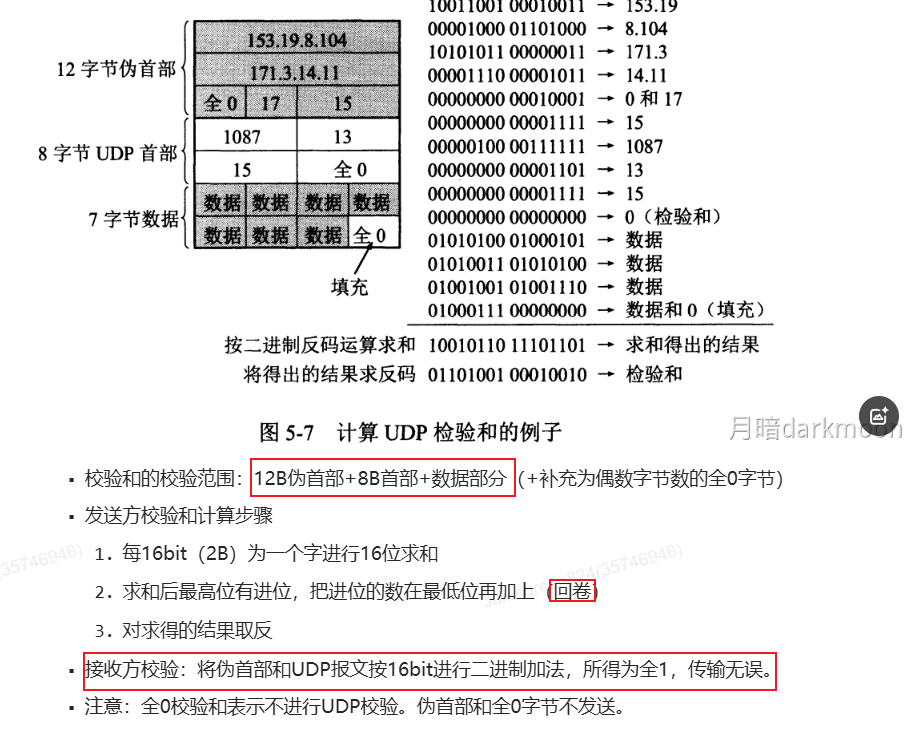 10011001 00010011 → 153.19
153.19.8.104
00001000 01101000 → 8.104
12 字节伪首部
171.3.14.11
10101011 00000011 → 171.3
00001110 00001011 → 14.11
全 0 17 15
00000000 00010001 → 0 和 17
00000000 00001111 → 15
1087 13
00000100 00111111 → 1087
8 字节 UDP 首部
15 全 0
00000000 00001101 → 13
00000000 00001111 → 15
7 字节数据
数据 数据 数据 数据
00000000 00000000 → 0（检验和）
数据 数据 数据 全 0
01010100 01000101 → 数据
01010011 01010100 → 数据
填充
01001001 01001110 → 数据
01000111 00000000 → 数据和 0（填充）
按二进制反码运算求和 10010110 11101101 → 求和得出的结果
将得出的结果求反码 01101001 00010010 → 检验和
图 5-7 计算 UDP 检验和的例子
月暗darkmoon
▪ 校验和的校验范围：12B伪首部+8B首部+数据部分（+补充为偶数字节数的全0字节）
▪ 发送方校验和计算步骤
1. 每16bit（2B）为一个字进行16位求和
2. 求和后最高位有进位，把进位的数在最低位再加上（回卷）
3. 对求得的结果取反
▪ 接收方校验：将伪首部和UDP报文按16bit进行二进制加法，所得为全1，传输无误。
▪ 注意：全0校验和表示不进行UDP校验。伪首部和全0字节不发送。
(35746946)